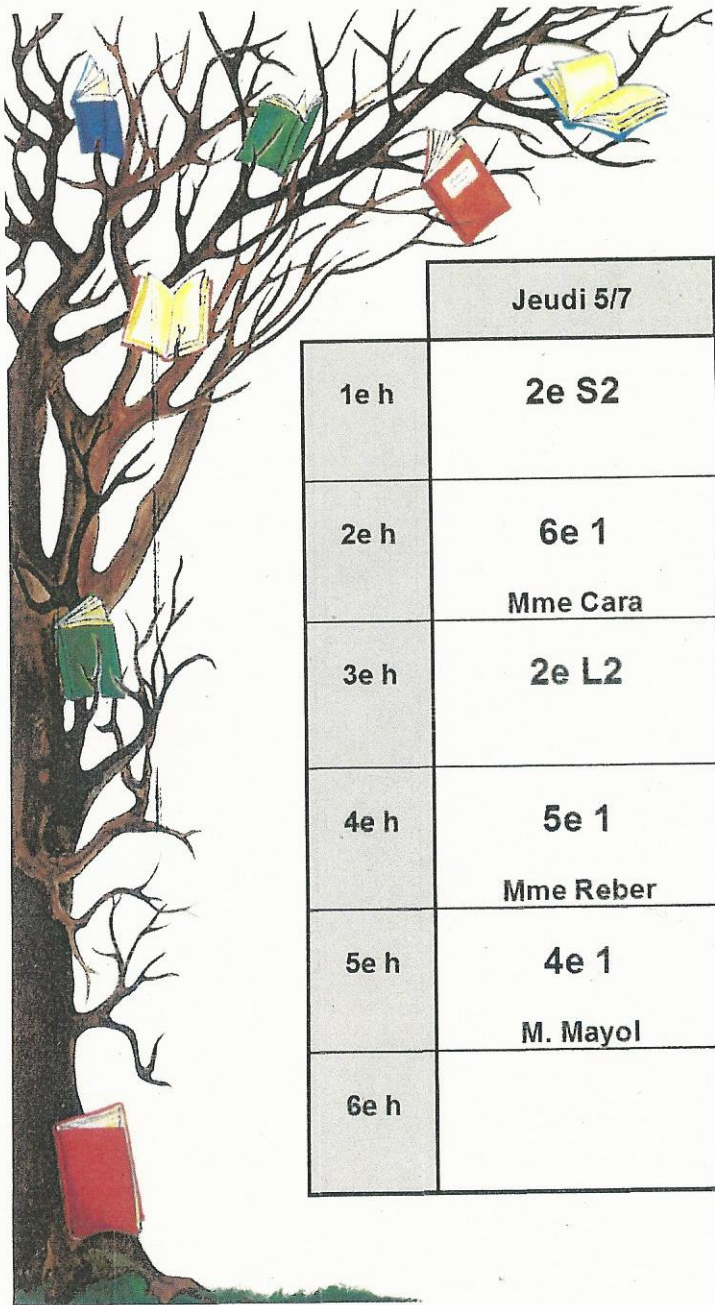 Jeudi 5/7
1e h 2e S2
2e h 6e 1
Mme Cara
3e h 2e L2
4e h 5e 1
Mme Reber
5e h 4e 1
M. Mayol
6e h